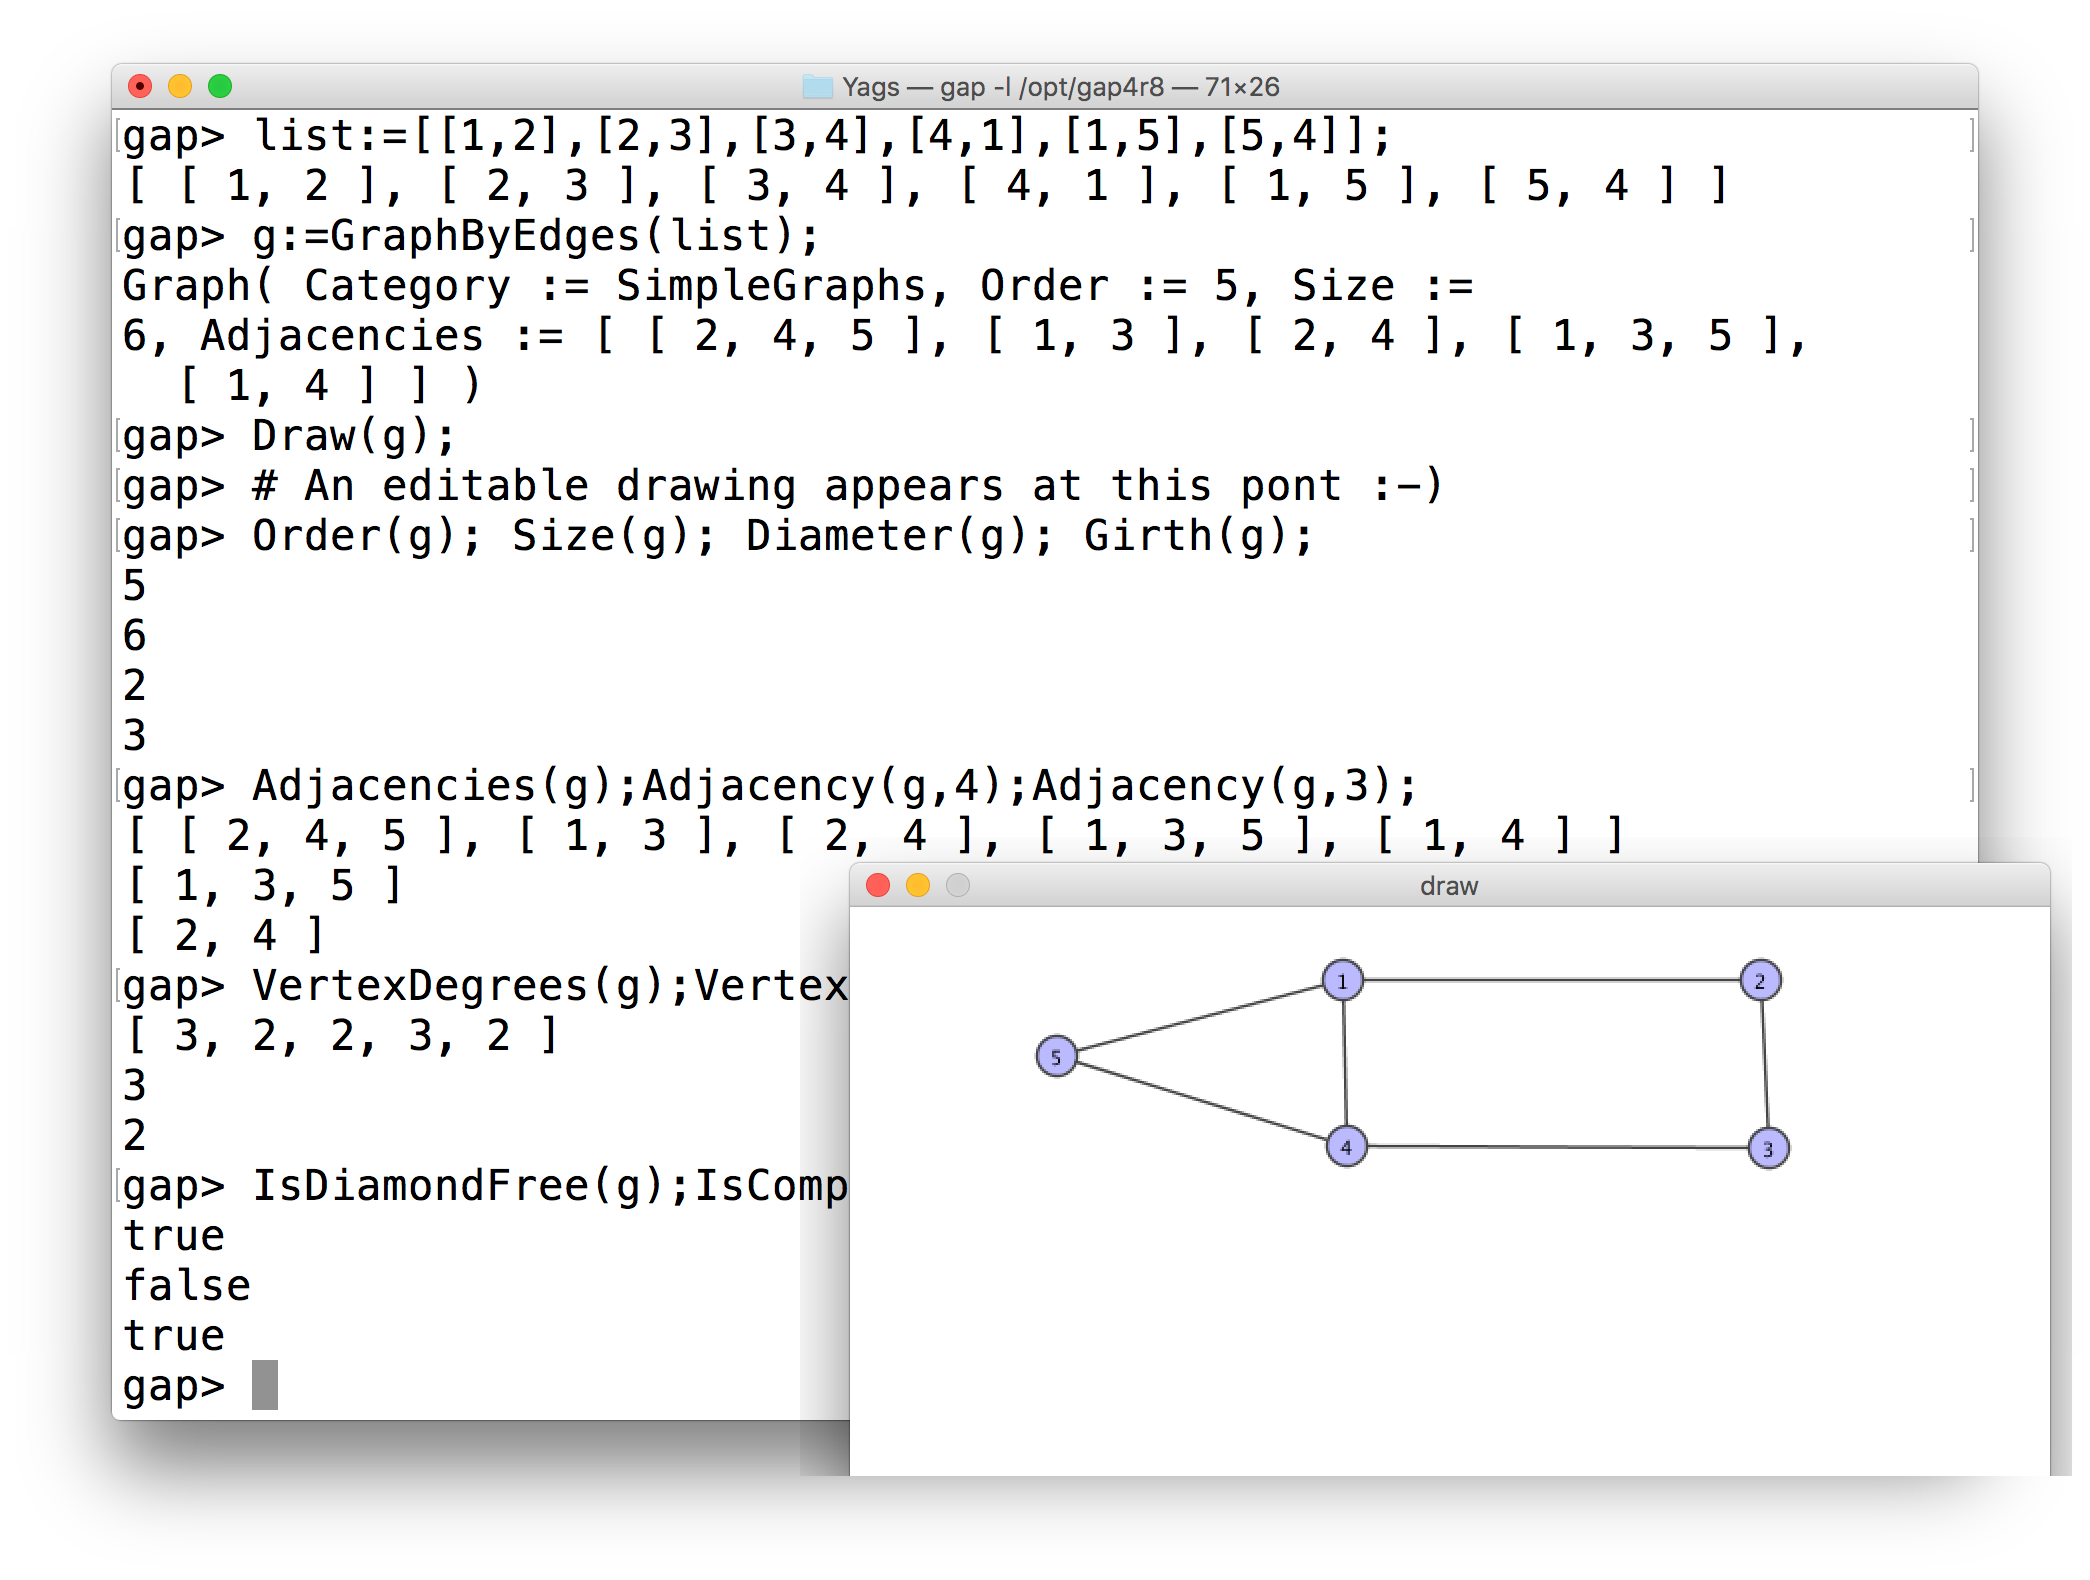 Yags — gap -l /opt/gap4r8 — 71×26
gap> list:=[[1,2],[2,3],[3,4],[4,1],[1,5],[5,4]];
[ [ 1, 2 ], [ 2, 3 ], [ 3, 4 ], [ 4, 1 ], [ 1, 5 ], [ 5, 4 ] ]
gap> g:=GraphByEdges(list);
Graph( Category := SimpleGraphs, Order := 5, Size :=
6, Adjacencies := [ [ 2, 4, 5 ], [ 1, 3 ], [ 2, 4 ], [ 1, 3, 5 ],
[ 1, 4 ] ] )
gap> Draw(g);
gap> # An editable drawing appears at this pont :-)
gap> Order(g); Size(g); Diameter(g); Girth(g);
5
6
2
3
gap> Adjacencies(g);Adjacency(g,4);Adjacency(g,3);
[ [ 2, 4, 5 ], [ 1, 3 ], [ 2, 4 ], [ 1, 3, 5 ], [ 1, 4 ] ]
[ 1, 3, 5 ]
[ 2, 4 ]
gap> VertexDegrees(g);Vertex
[ 3, 2, 2, 3, 2 ]
3
2
gap> IsDiamondFree(g);IsComp
true
false
true
gap>
draw
1
2
5
4
3